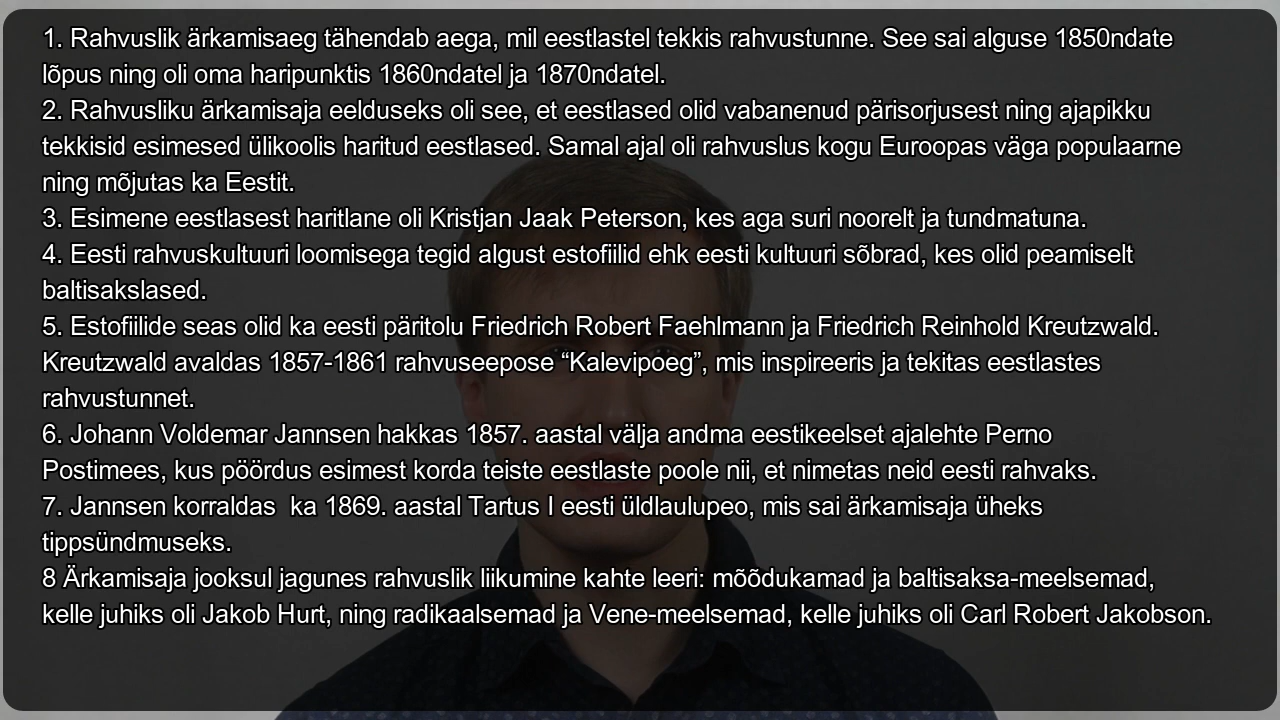 1. Rahvuslik ärkamisaeg tähendab aega, mil eestlastel tekkis rahvustunne. See sai alguse 1850ndate
lõpus ning oli oma haripunktis 1860ndatel ja 1870ndatel.
2. Rahvusliku ärkamisaja eelduseks oli see, et eestlased olid vabanenud pärisorjusest ning ajapikku
tekkisid esimesed ülikoolis haritud eestlased. Samal ajal oli rahvuslus kogu Euroopas väga populaarne
ning mõjutas ka Eestit.
3. Esimene eestlasest haritlane oli Kristjan Jaak Peterson, kes aga suri noorelt ja tundmatuna.
4. Eesti rahvuskultuuri loomisega tegid algust estofiilid ehk eesti kultuuri sõbrad, kes olid peamiselt
baltisakslased.
5. Estofiilide seas olid ka eesti päritolu Friedrich Robert Faehlmann ja Friedrich Reinhold Kreutzwald.
Kreutzwald avaldas 1857-1861 rahvuseepose “Kalevipoeg”, mis inspireeris ja tekitas eestlastes
rahvustunnet.
6. Johann Voldemar Jannsen hakkas 1857. aastal välja andma eestikeelset ajalehte Perno
Postimees, kus pöördus esimest korda teiste eestlaste poole nii, et nimetas neid eesti rahvaks.
7. Jannsen korraldas  ka 1869. aastal Tartus I eesti üldlaulupeo, mis sai ärkamisaja üheks
tippsündmuseks.
8 Ärkamisaja jooksul jagunes rahvuslik liikumine kahte leeri: mõõdukamad ja baltisaksa-meelsemad,
kelle juhiks oli Jakob Hurt, ning radikaalsemad ja Vene-meelsemad, kelle juhiks oli Carl Robert Jakobson.